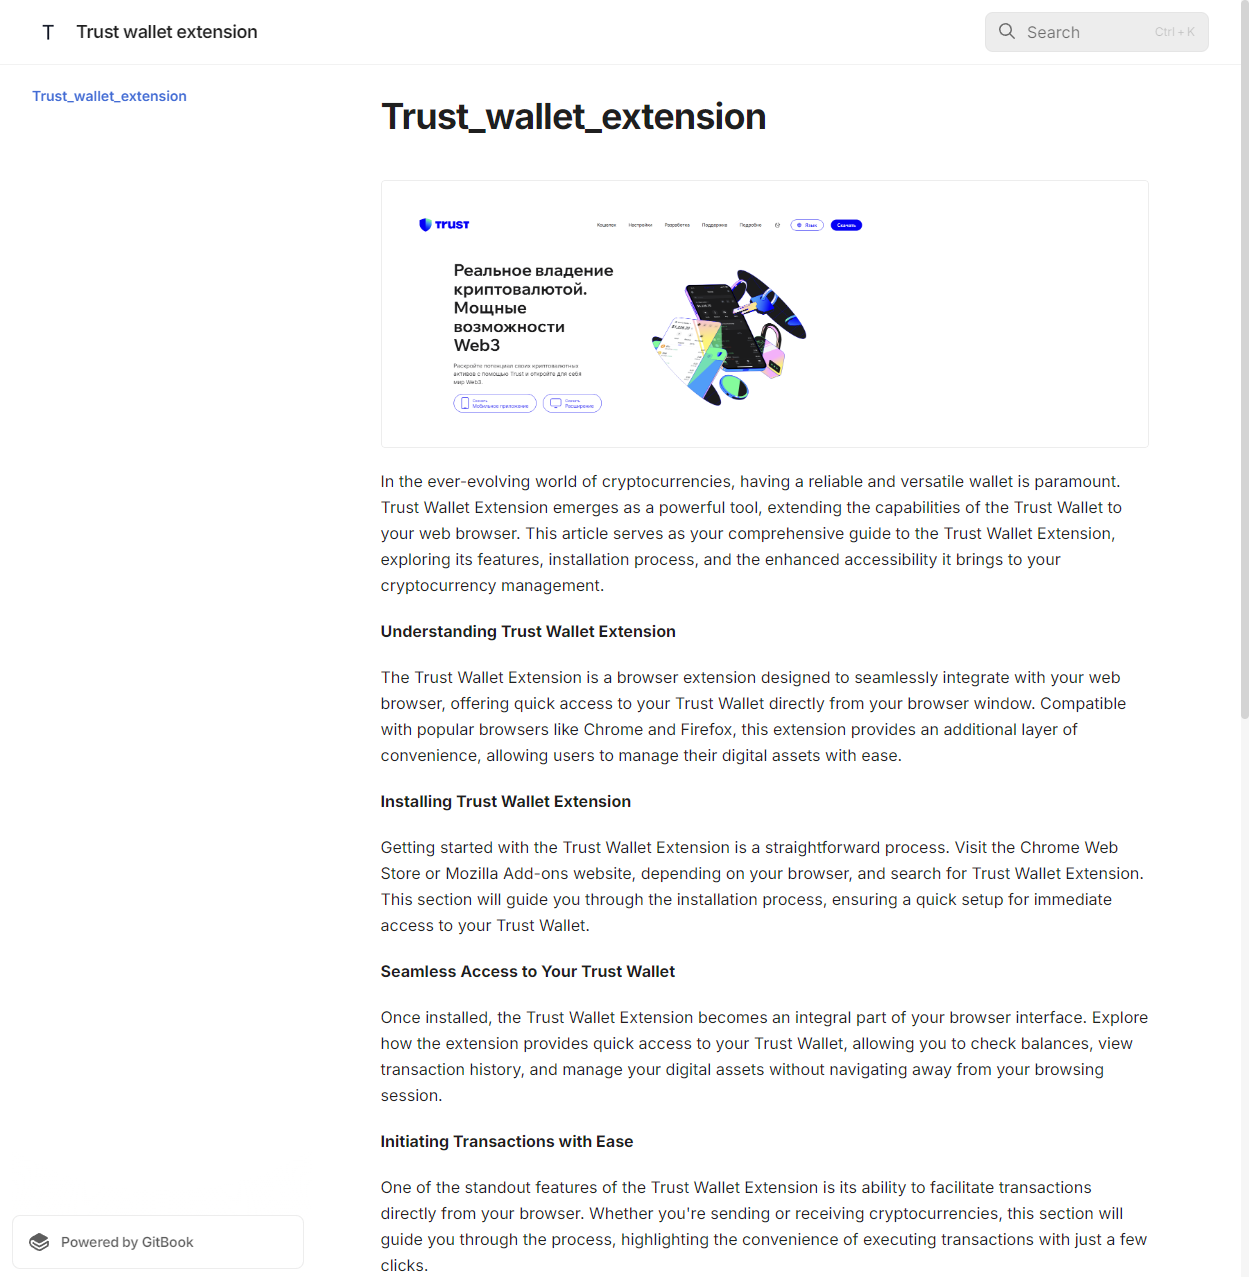 T Trust wallet extension
Search Ctrl + K
Trust_wallet_extension
Trust_wallet_extension
TRUST
Кошелек Настройки Разработка Поддержка Подробно Язык Скачать
Реальное владение
криптовалютой.
Мощные
возможности
Web3
Раскройте потенциал своих криптовалютных
активов с помощью Trust и откройте для себя
мир Web3.
Скачать Мобильное приложение
Скачать Расширение
In the ever-evolving world of cryptocurrencies, having a reliable and versatile wallet is paramount.
Trust Wallet Extension emerges as a powerful tool, extending the capabilities of the Trust Wallet to
your web browser. This article serves as your comprehensive guide to the Trust Wallet Extension,
exploring its features, installation process, and the enhanced accessibility it brings to your
cryptocurrency management.
Understanding Trust Wallet Extension
The Trust Wallet Extension is a browser extension designed to seamlessly integrate with your web
browser, offering quick access to your Trust Wallet directly from your browser window. Compatible
with popular browsers like Chrome and Firefox, this extension provides an additional layer of
convenience, allowing users to manage their digital assets with ease.
Installing Trust Wallet Extension
Getting started with the Trust Wallet Extension is a straightforward process. Visit the Chrome Web
Store or Mozilla Add-ons website, depending on your browser, and search for Trust Wallet Extension.
This section will guide you through the installation process, ensuring a quick setup for immediate
access to your Trust Wallet.
Seamless Access to Your Trust Wallet
Once installed, the Trust Wallet Extension becomes an integral part of your browser interface. Explore
how the extension provides quick access to your Trust Wallet, allowing you to check balances, view
transaction history, and manage your digital assets without navigating away from your browsing
session.
Initiating Transactions with Ease
One of the standout features of the Trust Wallet Extension is its ability to facilitate transactions
directly from your browser. Whether you're sending or receiving cryptocurrencies, this section will
guide you through the process, highlighting the convenience of executing transactions with just a few
clicks.
Powered by GitBook